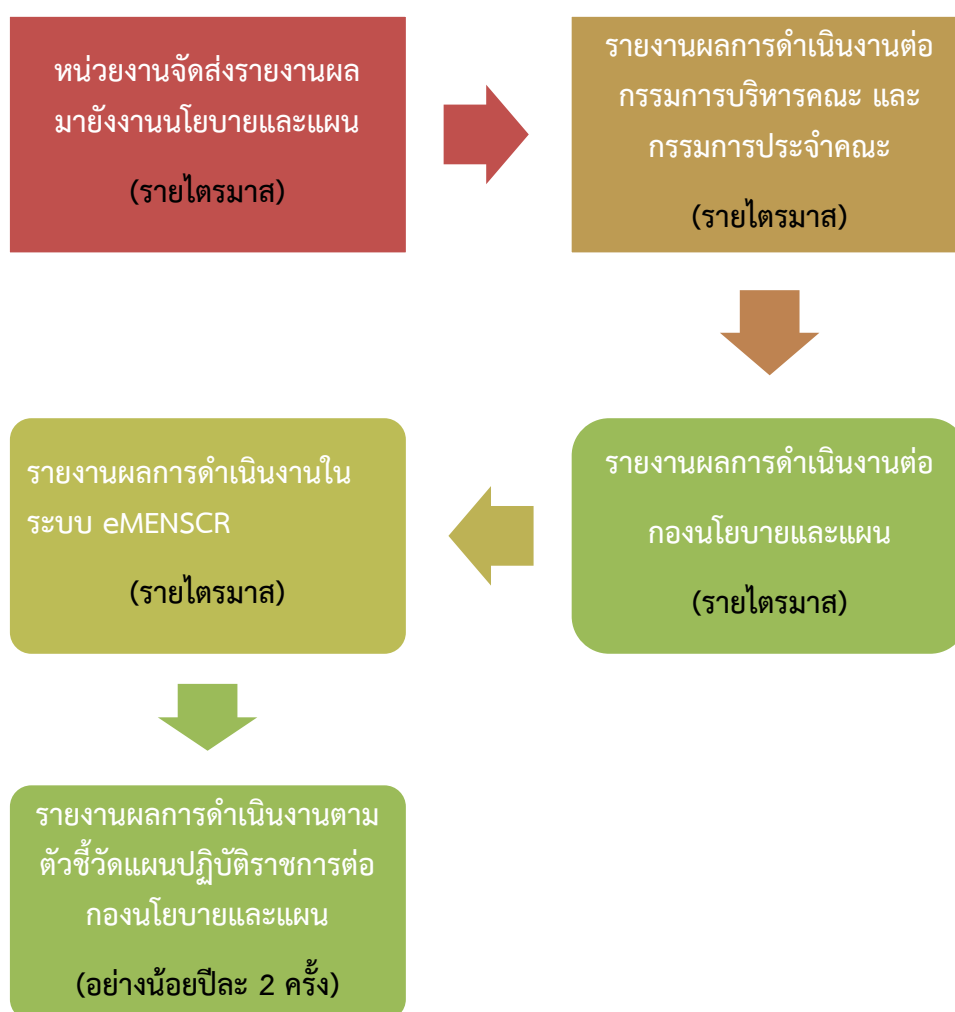 หน่วยงานจัดส่งรายงานผล
มายังงานนโยบายและแผน
(รายไตรมาส)
รายงานผลการดำเนินงานต่อ
กรรมการบริหารคณะ และ
กรรมการประจำคณะ
(รายไตรมาส)
รายงานผลการดำเนินงานต่อ
กองนโยบายและแผน
(รายไตรมาส)
รายงานผลการดำเนินงานใน
ระบบ eMENSCR
(รายไตรมาส)
รายงานผลการดำเนินงานตาม
ตัวชี้วัดแผนปฏิบัติราชการต่อ
กองนโยบายและแผน
(อย่างน้อยปีละ 2 ครั้ง)